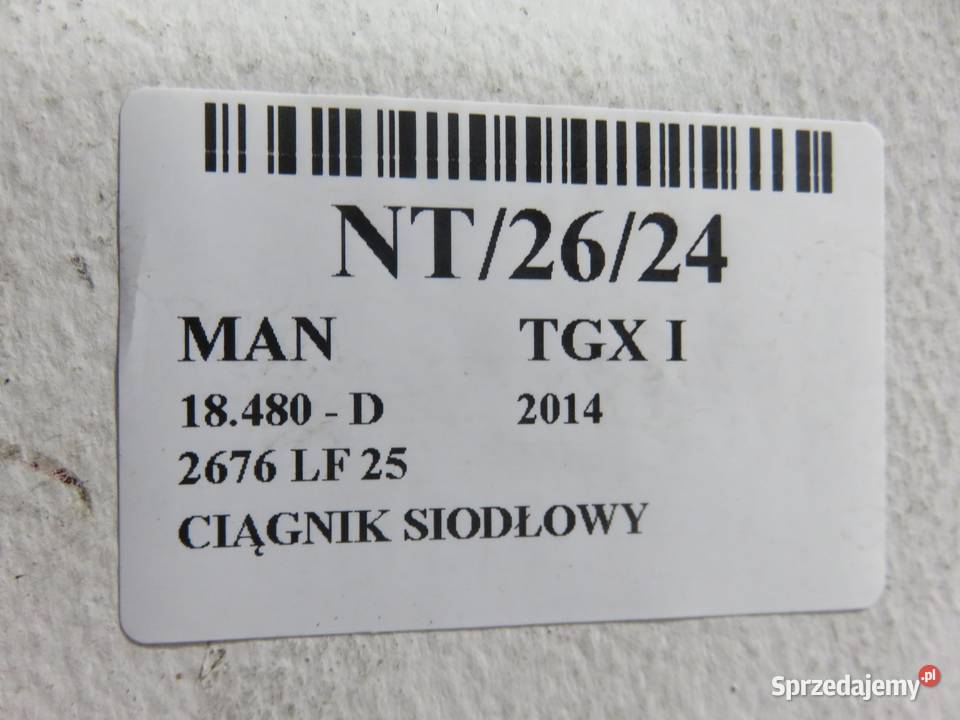 NT/26/24
MAN TGX I
18.480 - D 2014
2676 LF 25
CIĄGNIK SIODŁOWY
Sprzedajemy.pl